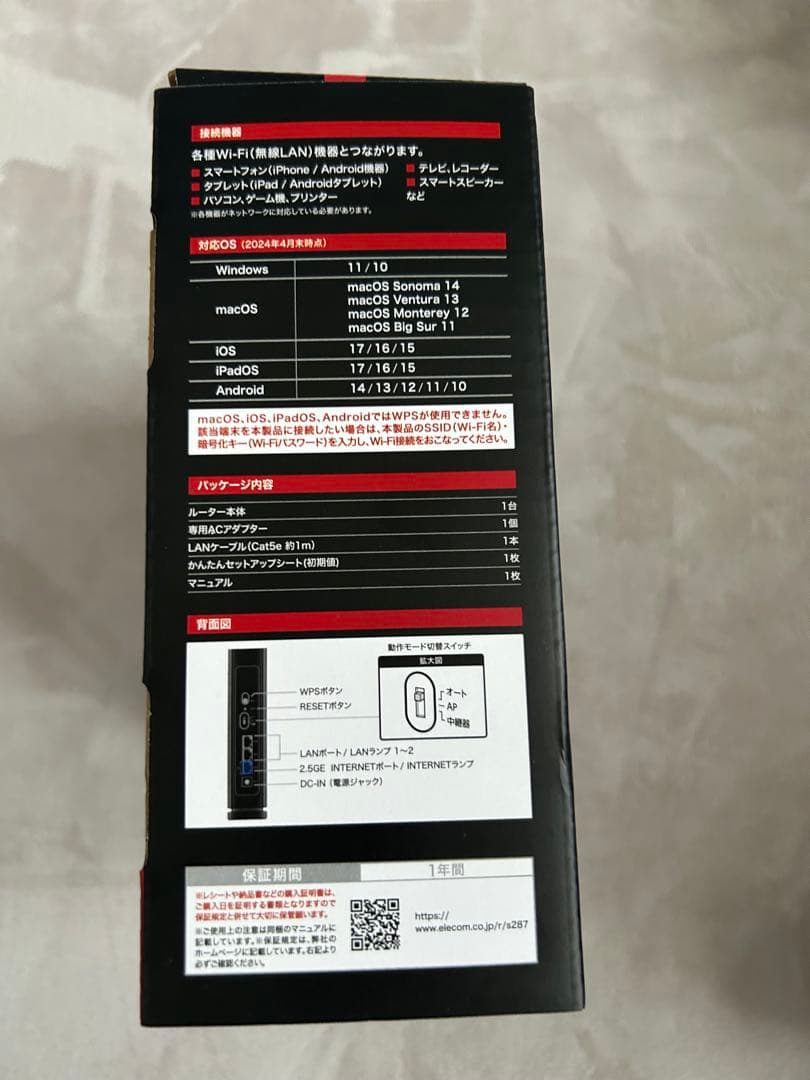 接続機器
各種Wi-Fi(無線LAN)機器とつながります。
■ スマートフォン(iPhone / Android機器)
■ タブレット(iPad / Androidタブレット)
■ パソコン、ゲーム機、プリンター
■ テレビ、レコーダー
■ スマートスピーカー
など
※各機器がネットワークに対応している必要があります。
対応OS (2024年4月末時点)
Windows 11/10
macOS
macOS Sonoma 14
macOS Ventura 13
macOS Monterey 12
macOS Big Sur 11
iOS 17/16/15
iPadOS 17/16/15
Android 14/13/12/11/10
macOS、iOS、iPadOS、AndroidではWPSが使用できません。
該当端末を本製品に接続したい場合は、本製品のSSID(Wi-Fi名)・
暗号化キー(Wi-Fiパスワード)を入力し、Wi-Fi接続をおこなってください。
パッケージ内容
ルーター本体 1台
専用ACアダプター 1個
LANケーブル(Cat5e 約1m) 1本
かんたんセットアップシート(初期値) 1枚
マニュアル 1枚
背面図
動作モード切替スイッチ
拡大図
オート
AP
中継器
WPSボタン
RESETボタン
LANポート/ LANランプ 1〜2
2.5GE INTERNETポート/ INTERNETランプ
DC-IN (電源ジャック)
保証期間 1年間
※レシートや納品書などの購入証明書は、
ご購入日を証明する書類となりますので
保証規定と併せて大切に保管願います。
※ご使用上の注意は同梱のマニュアルに
記載しています。※保証規定は、弊社の
ホームページに記載しています。右記より
必ずご確認ください。
https://
www.elecom.co.jp/r/s287